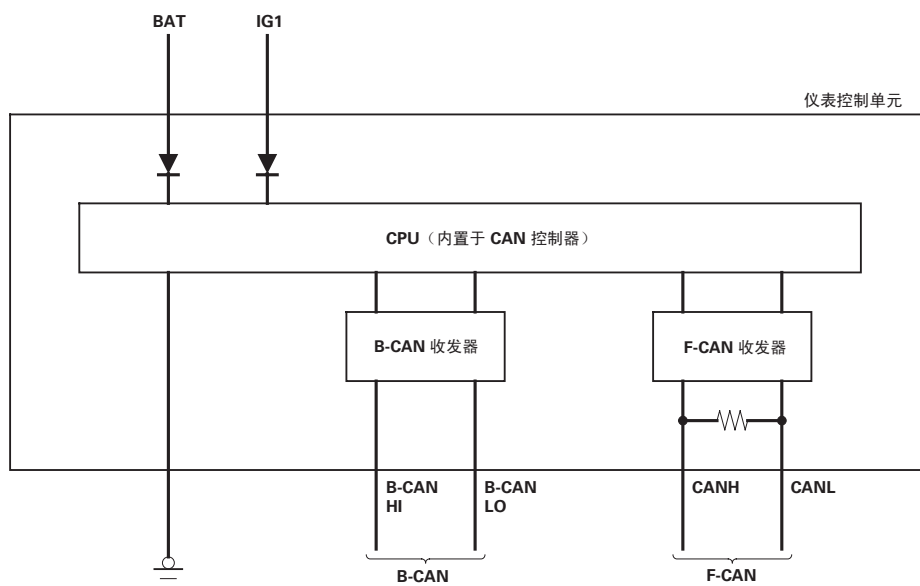 BAT
IG1
仪表控制单元
CPU（内置于 CAN 控制器）
B-CAN 收发器
F-CAN 收发器
B-CAN
HI
B-CAN
LO
CANH
CANL
B-CAN
F-CAN